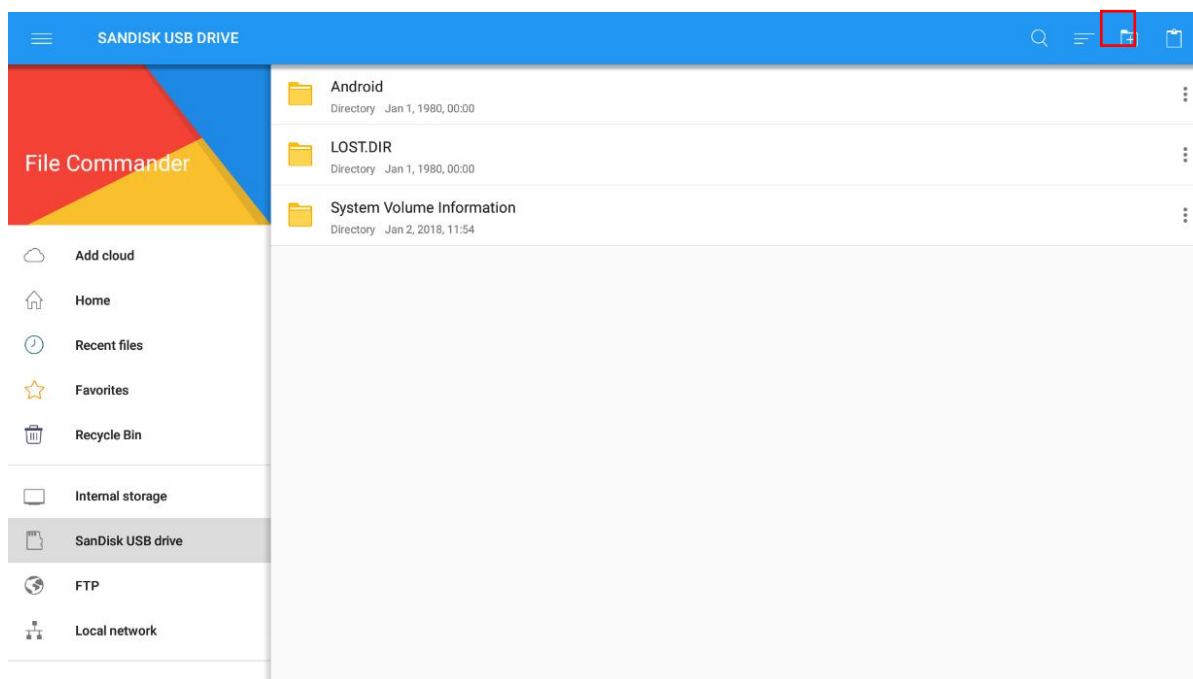 SANDISK USB DRIVE
File Commander
Add cloud
Home
Recent files
Favorites
Recycle Bin
Internal storage
SanDisk USB drive
FTP
Local network
Android
Directory Jan 1, 1980, 00:00
LOST.DIR
Directory Jan 1, 1980, 00:00
System Volume Information
Directory Jan 2, 2018, 11:54